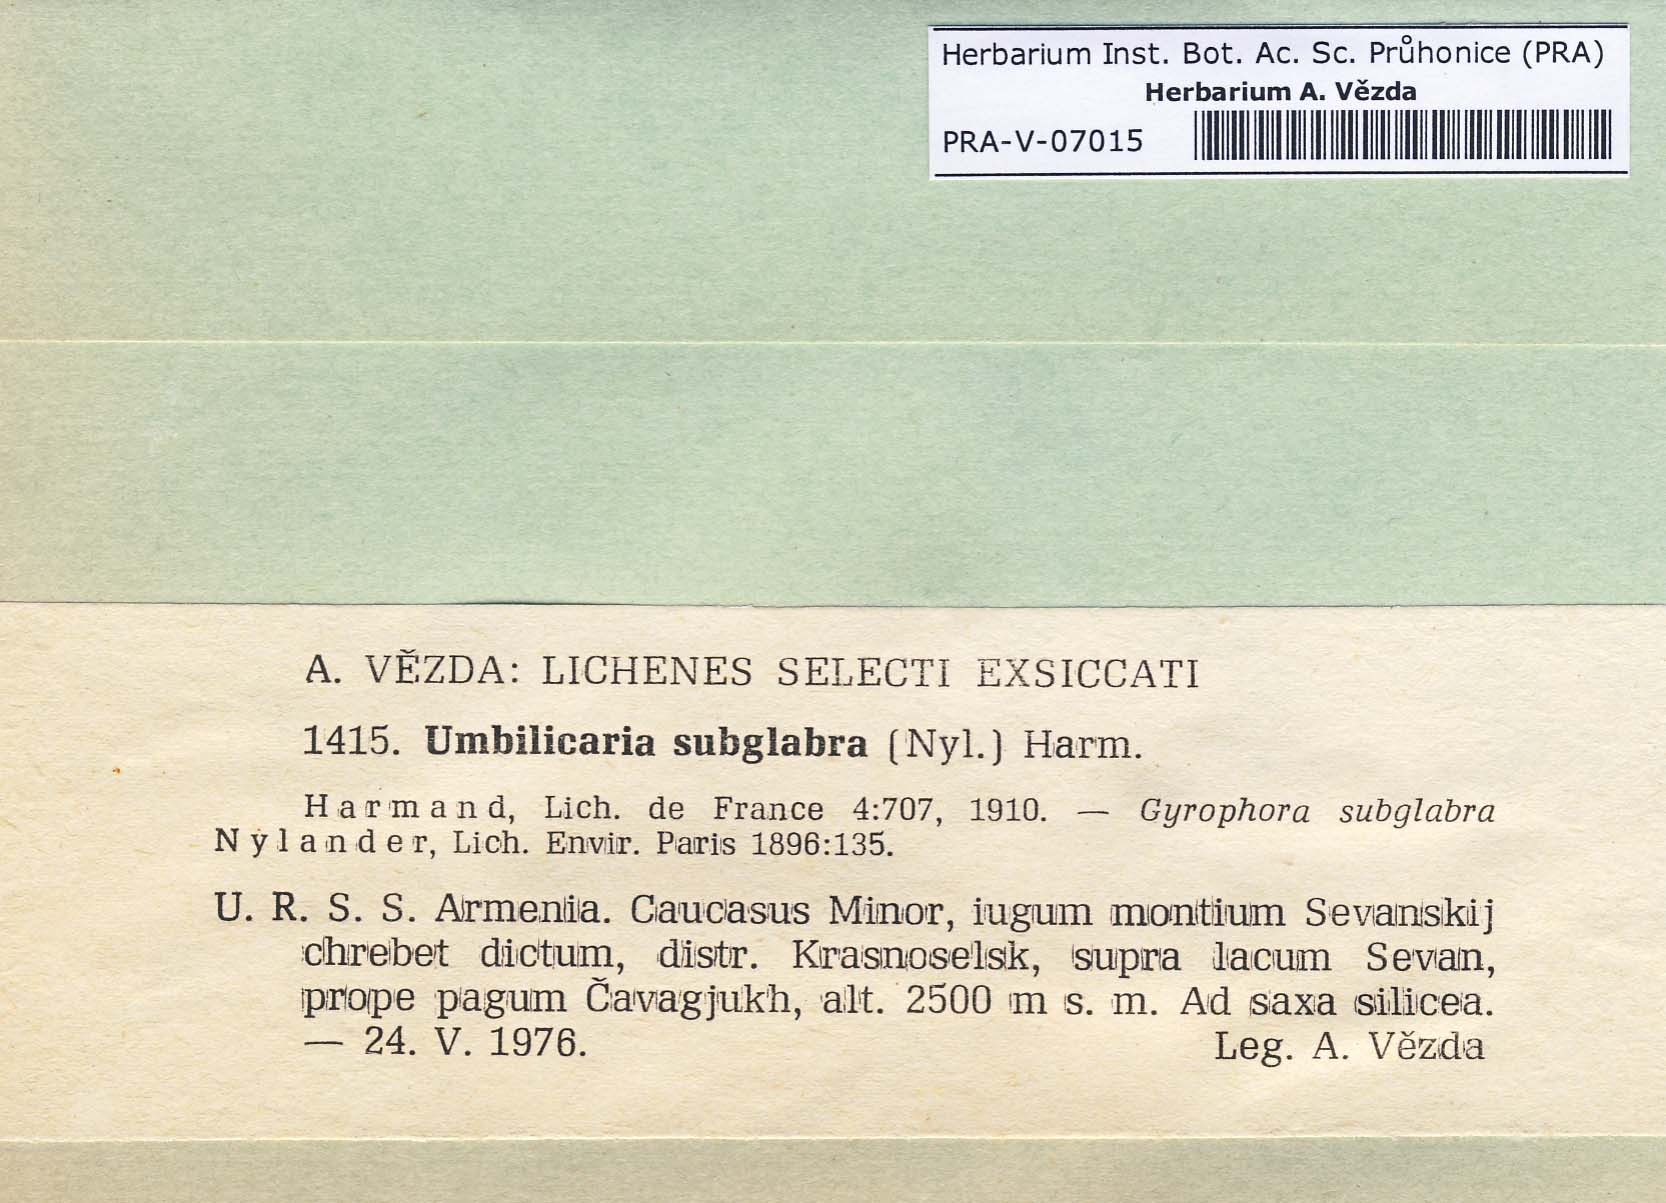 Herbarium Inst. Bot. Ac. Sc. Průhonice (PRA)
Herbarium A. Vězda
PRA-V-07015
A. VĚZDA: LICHENES SELECTI EXSICCATI
1415. Umbilicaria subglabra (Nyl.) Harm.
Harmand, Lich. de France 4:707, 1910. — Gyrophora subglabra
Nylander, Lich. Envir. Paris 1896:135.
U. R. S. S. Armenia. Caucasus Minor, iugum montium Sevanskij
chrebet dictum, distr. Krasnoselsk, supra lacum Sevan,
prope pagum Čavagjukh, alt. 2500 m s. m. Ad saxa silicea.
— 24. V. 1976. Leg. A. Vězda